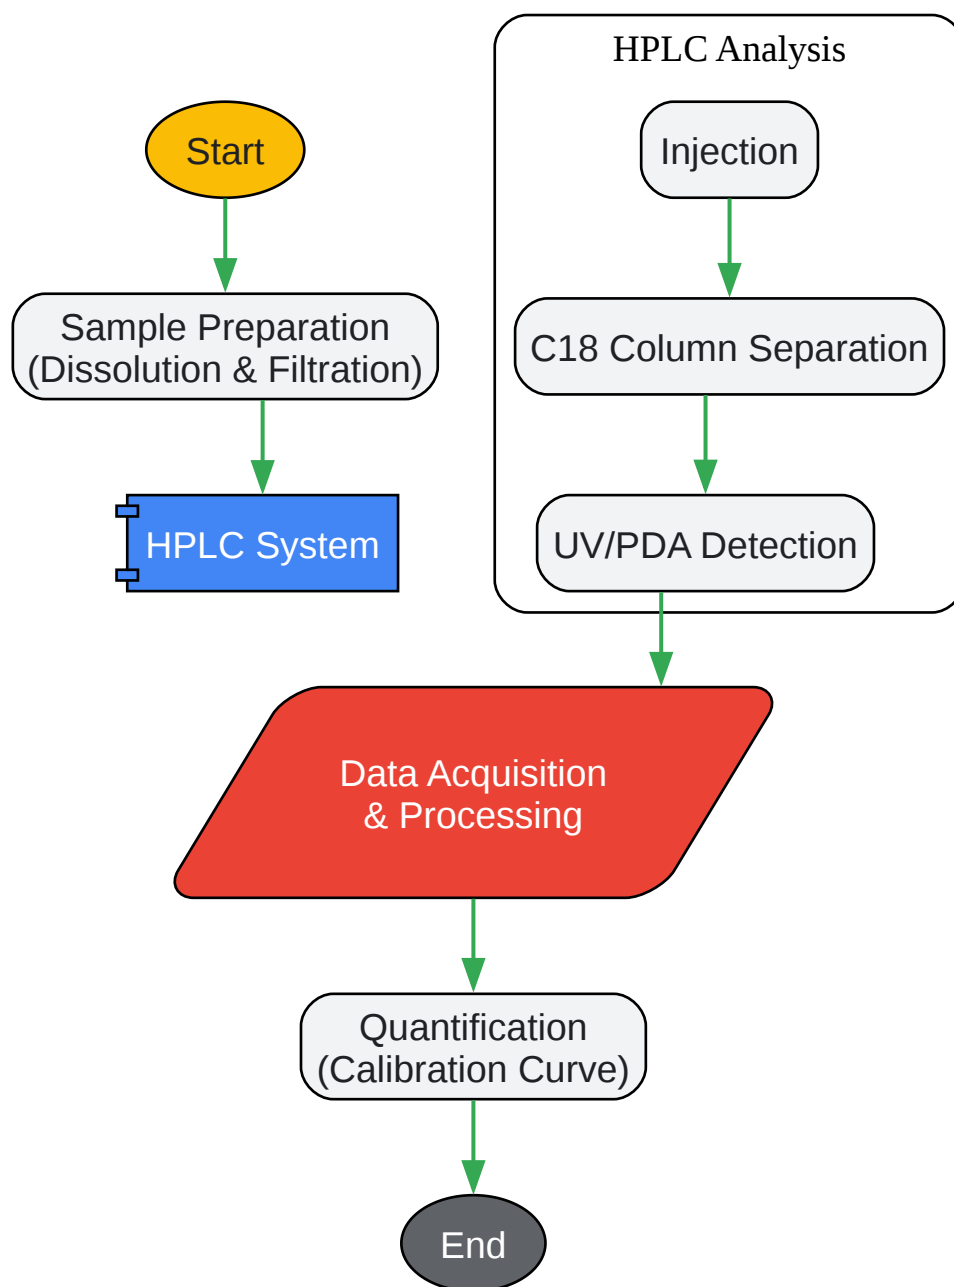 HPLC Analysis
Start
Injection
Sample Preparation
(Dissolution & Filtration)
C18 Column Separation
HPLC System
UV/PDA Detection
Data Acquisition
& Processing
Quantification
(Calibration Curve)
End